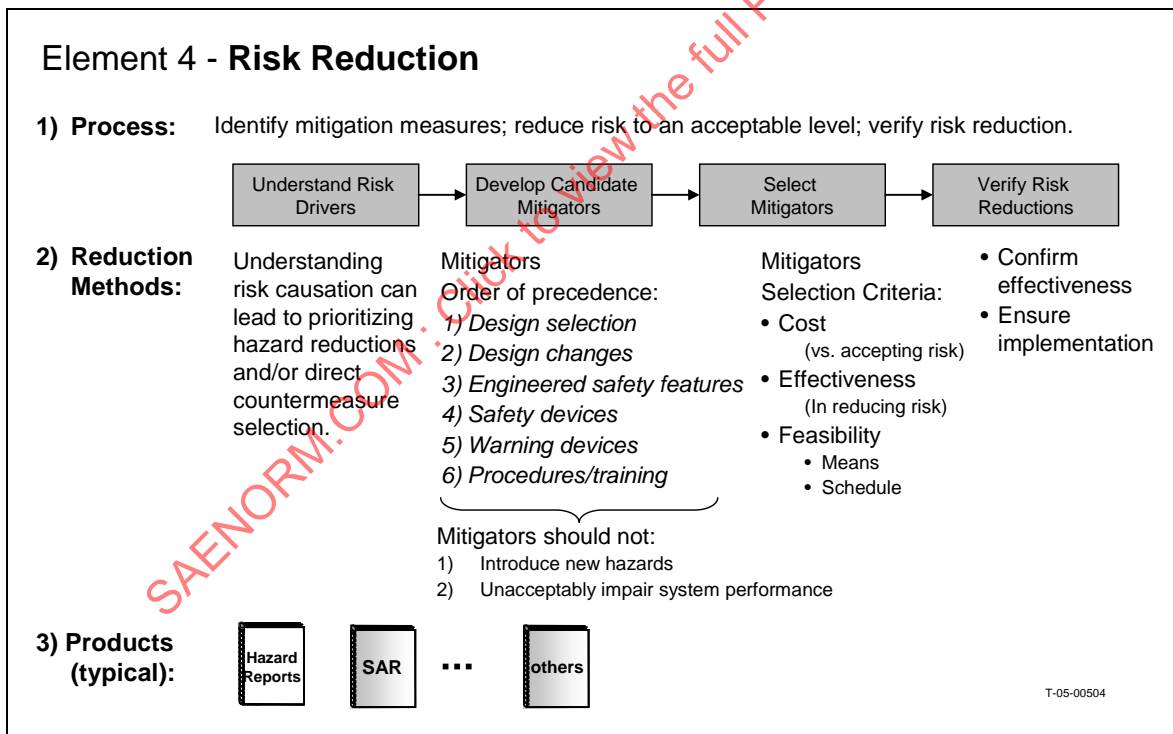 Element 4 - Risk Reduction
1) Process:
Identify mitigation measures; reduce risk to an acceptable level; verify risk reduction.
Understand Risk
Drivers
Develop Candidate
Mitigators
Select
Mitigators
Verify Risk
Reductions
2) Reduction
Methods:
Understanding
risk causation can
lead to prioritizing
hazard reductions
and/or direct
countermeasure
selection.
Mitigators
Order of precedence:
1) Design selection
2) Design changes
3) Engineered safety features
4) Safety devices
5) Warning devices
6) Procedures/training
Mitigators should not:
1) Introduce new hazards
2) Unacceptably impair system performance
Mitigators
Selection Criteria:
• Cost
(vs. accepting risk)
• Effectiveness
(In reducing risk)
• Feasibility
• Means
• Schedule
• Confirm
effectiveness
• Ensure
implementation
3) Products
(typical):
Hazard
Reports
SAR
...
others
T-05-00504
SAENORM.COM : Click to view the full